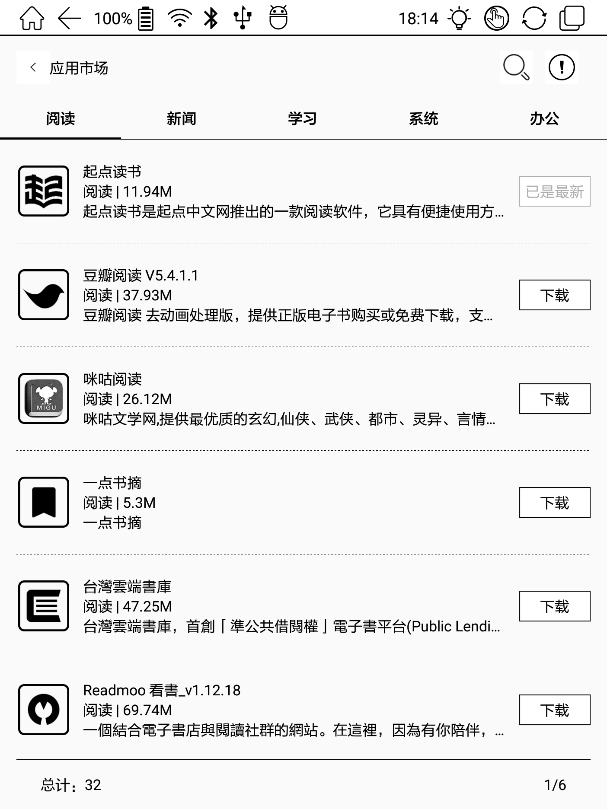 100% 18:14
应用市场
阅读 新闻 学习 系统 办公
起点读书
阅读 | 11.94M
已是最新
起点读书是起点中文网推出的一款阅读软件，它具有便捷使用方...
豆瓣阅读 V5.4.1.1
阅读 | 37.93M
下载
豆瓣阅读 去动画处理版，提供正版电子书购买或免费下载，支...
咪咕阅读
阅读 | 26.12M
下载
MIGU
咪咕文学网,提供最优质的玄幻,仙侠、武侠、都市、灵异、言情...
一点书摘
阅读 | 5.3M
下载
一点书摘
台灣雲端書庫
阅读 | 47.25M
下载
台灣雲端書庫，首創「準公共借閱權」電子書平台(Public Lendi...
Readmoo 看書_v1.12.18
阅读 | 69.74M
下载
一個結合電子書店與閱讀社群的網站。在這裡，因為有你陪伴，...
总计：32 1/6